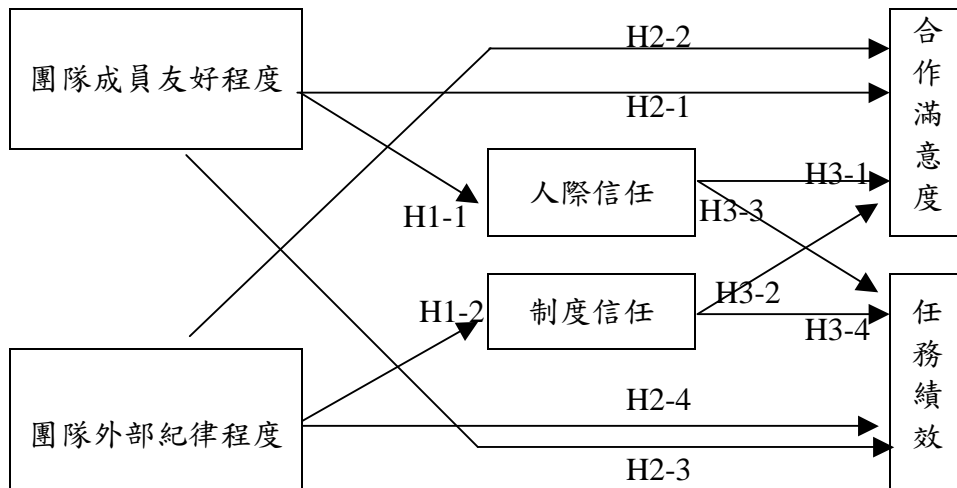 H2-2
團隊成員友好程度
H2-1
合作滿意度
人際信任
H3-1
H1-1
H3-3
制度信任
H3-2
H1-2
H3-4
任務績效
H2-4
團隊外部紀律程度
H2-3